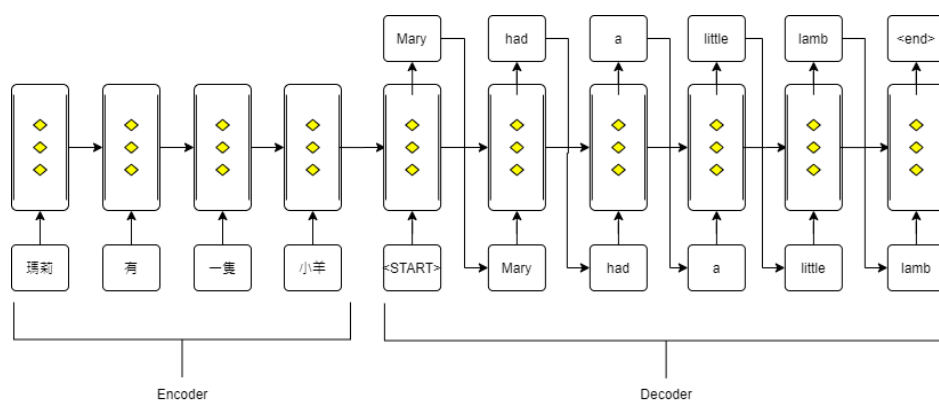 Mary had a little lamb <end>
瑪莉 有 一隻 小羊 <START> Mary had a little lamb
Encoder Decoder